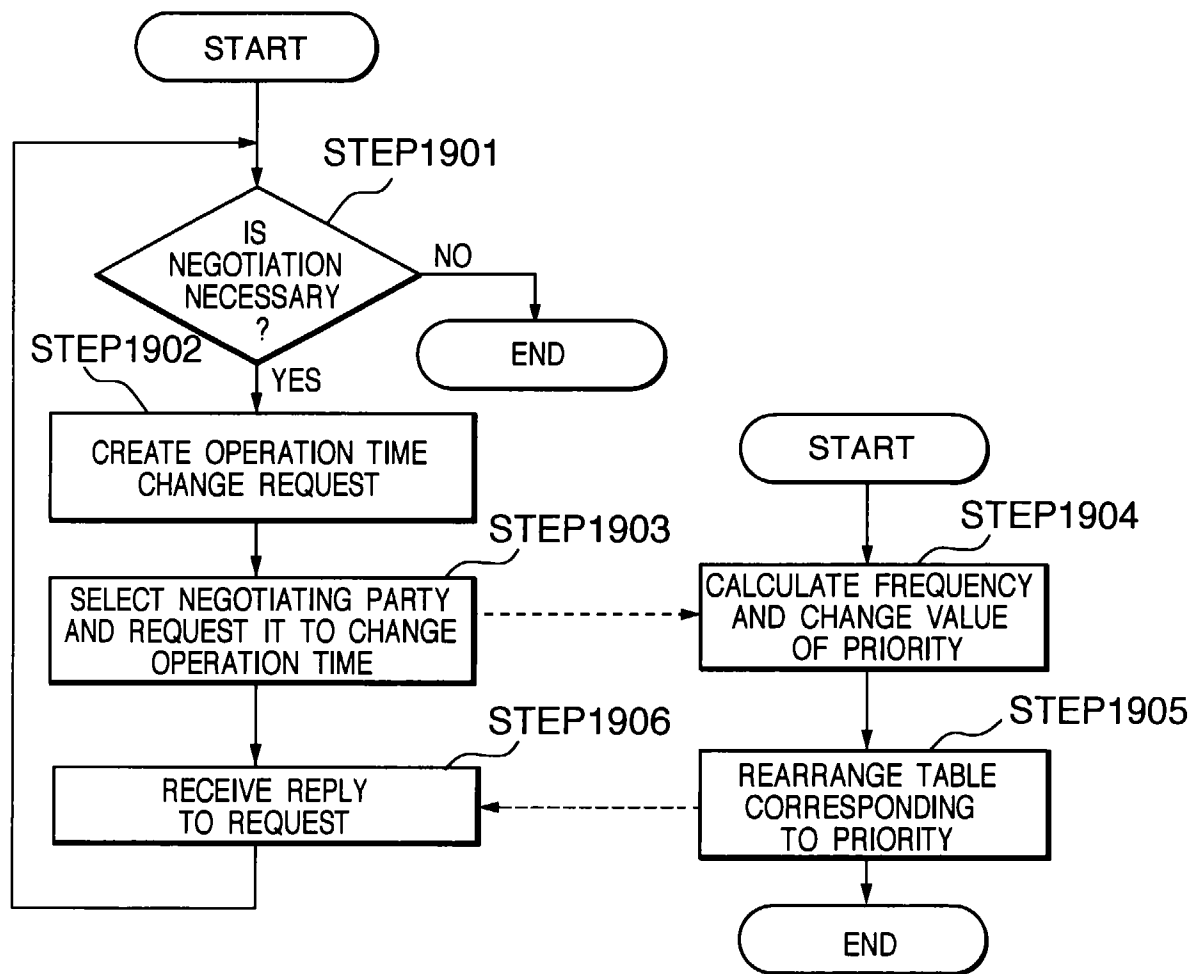 START
STEP1901
IS
NEGOTIATION
NECESSARY
?
NO
END
STEP1902
YES
CREATE OPERATION TIME
CHANGE REQUEST
STEP1903
SELECT NEGOTIATING PARTY
AND REQUEST IT TO CHANGE
OPERATION TIME
STEP1906
RECEIVE REPLY
TO REQUEST
START
STEP1904
CALCULATE FREQUENCY
AND CHANGE VALUE
OF PRIORITY
STEP1905
REARRANGE TABLE
CORRESPONDING
TO PRIORITY
END